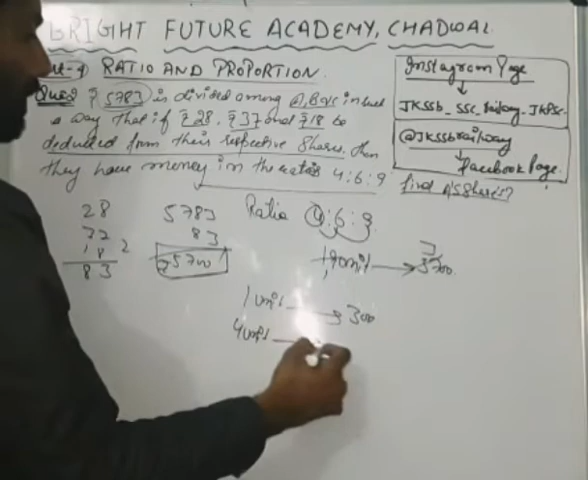 BRIGHT FUTURE ACADEMY, CHADWAL
RATIO AND PROPORTION
Ques ₹ 5783 is divided among A, B & C in such
a way that if ₹28, ₹37 and ₹18 be
deducted from their respective shares, then
they have money in the ratio 4:6:9
find A's Share?
Instagram Page
JKssb_SSC_Railway_JKPSC
@JKSSbrailway
Facebook Page
28
5783
Ratio 4:6:9
83
18
2
83
5700
19 unit 5700
3
1 unit 300
4 units